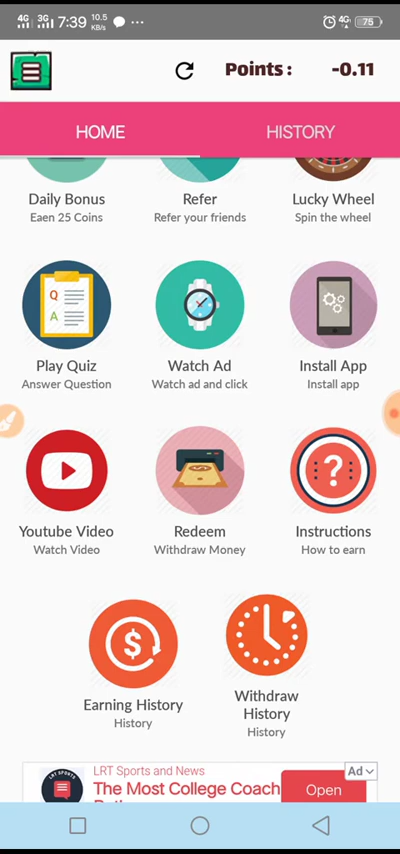 4G 3G 7:39 10.5 KB/s ... 4G 75
Points : -0.11
HOME HISTORY
Daily Bonus Refer Lucky Wheel
Eaen 25 Coins Refer your friends Spin the wheel
Q
A
Play Quiz Watch Ad Install App
Answer Question Watch ad and click Install app
?
Youtube Video Redeem Instructions
Watch Video Withdraw Money How to earn
$
Earning History Withdraw
History
History History
LRT Sports and News Ad
LRT SPORTS
The Most College Coach Open